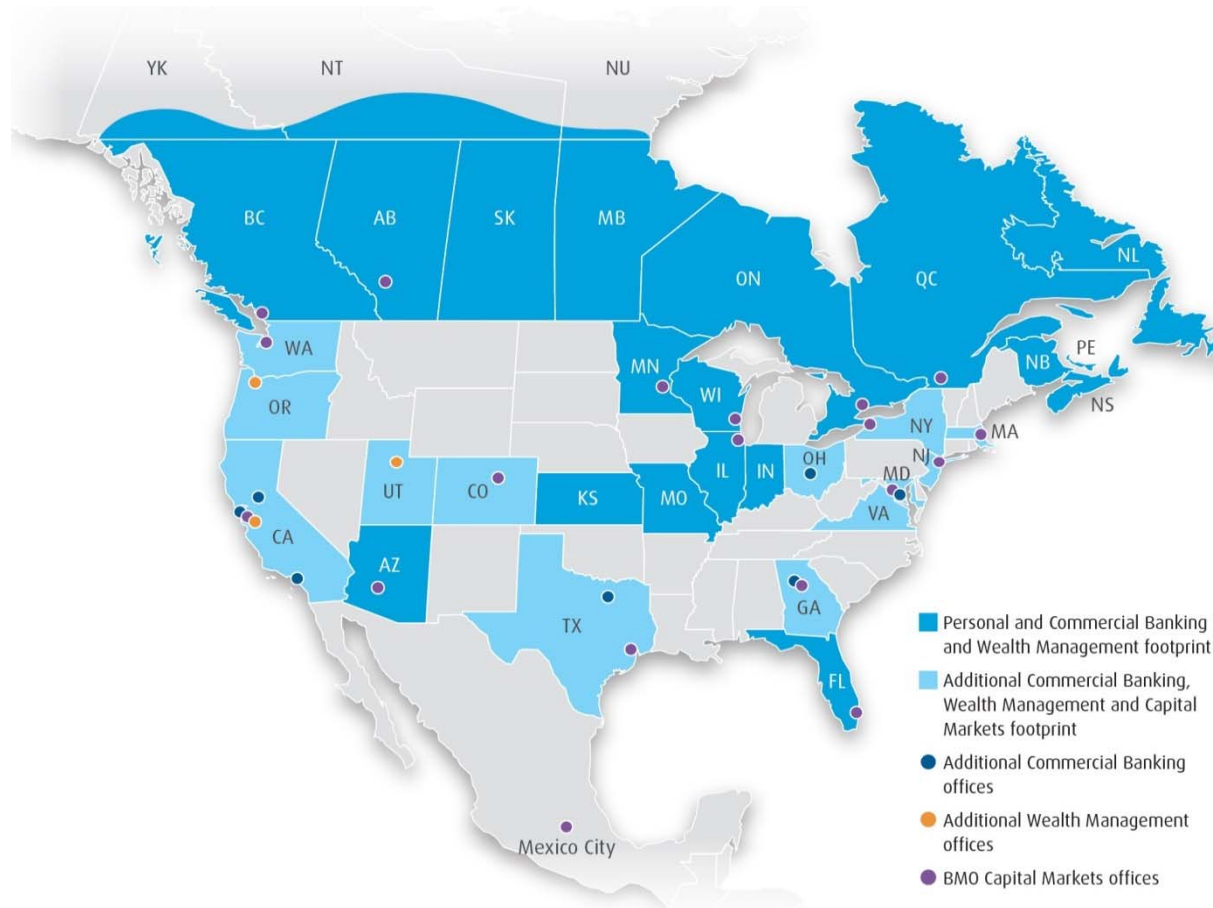 YK
NT
NU
BC
AB
SK
MB
ON
QC
NL
PE
NB
NS
WA
OR
MN
WI
NY
MA
NJ
MD
OH
VA
IL
IN
UT
CO
KS
MO
CA
AZ
TX
GA
FL
Mexico City
Personal and Commercial Banking
and Wealth Management footprint
Additional Commercial Banking,
Wealth Management and Capital
Markets footprint
Additional Commercial Banking
offices
Additional Wealth Management
offices
BMO Capital Markets offices